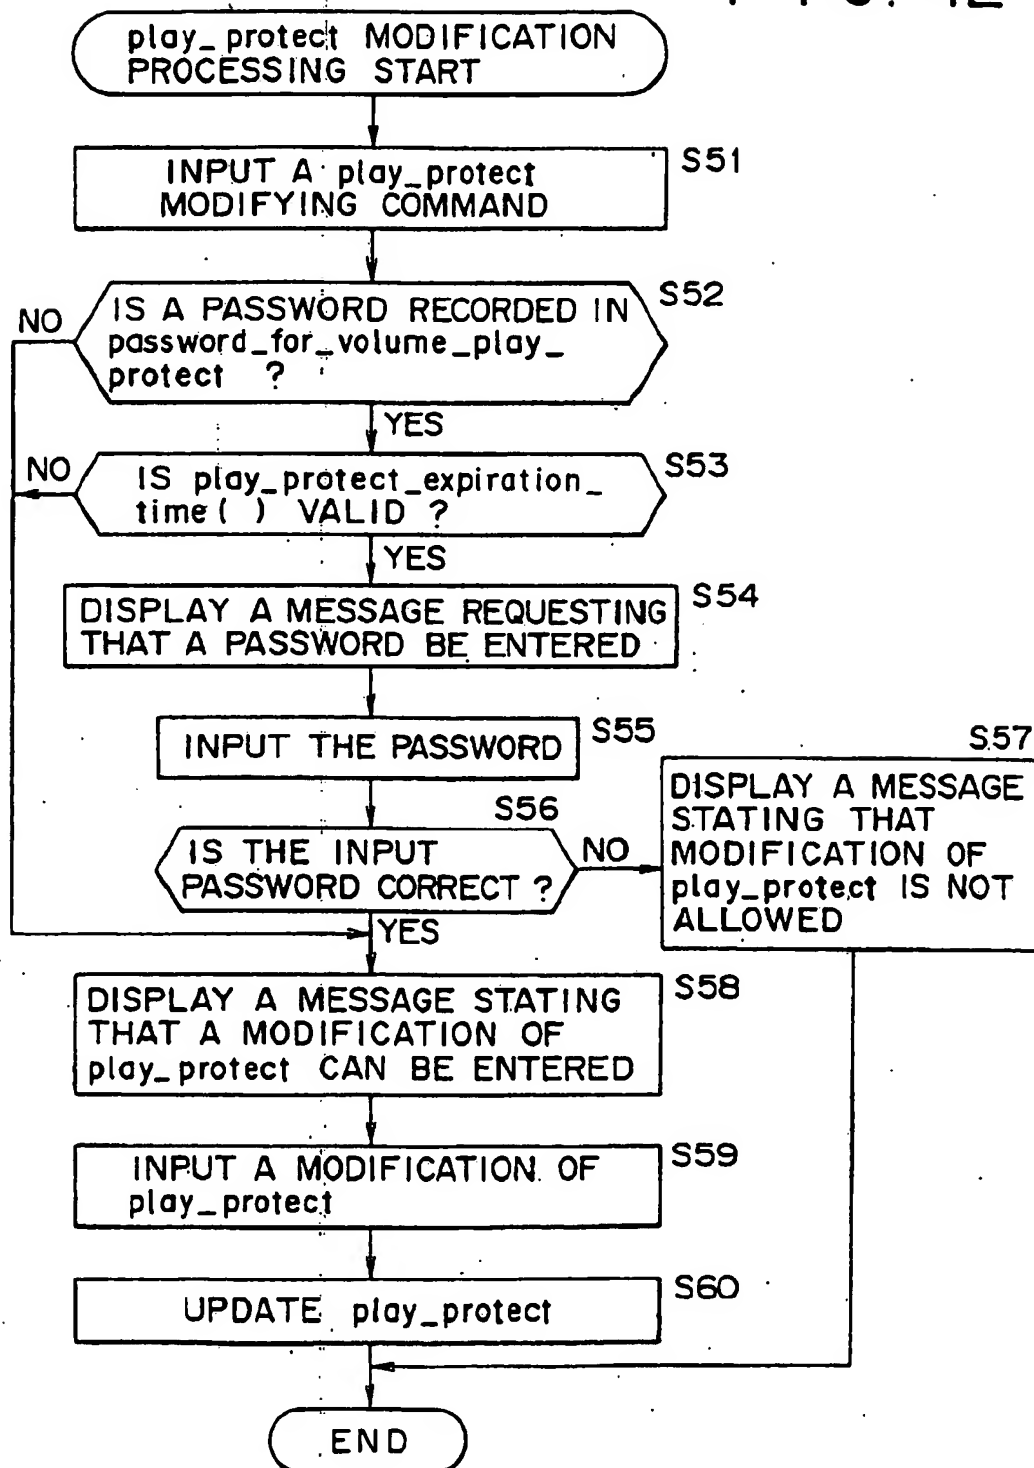 play_protect MODIFICATION
PROCESSING START
INPUT A play_protect
MODIFYING COMMAND
S51
IS A PASSWORD RECORDED IN
password_for_volume_play_
protect ?
S52
NO
YES
IS play_protect_expiration_
time( ) VALID ?
S53
NO
YES
DISPLAY A MESSAGE REQUESTING
THAT A PASSWORD BE ENTERED
S54
INPUT THE PASSWORD
S55
S56
IS THE INPUT
PASSWORD CORRECT ?
NO
YES
S57
DISPLAY A MESSAGE
STATING THAT
MODIFICATION OF
play_protect IS NOT
ALLOWED
DISPLAY A MESSAGE STATING
THAT A MODIFICATION OF
play_protect CAN BE ENTERED
S58
INPUT A MODIFICATION OF
play_protect
S59
UPDATE play_protect
S60
END